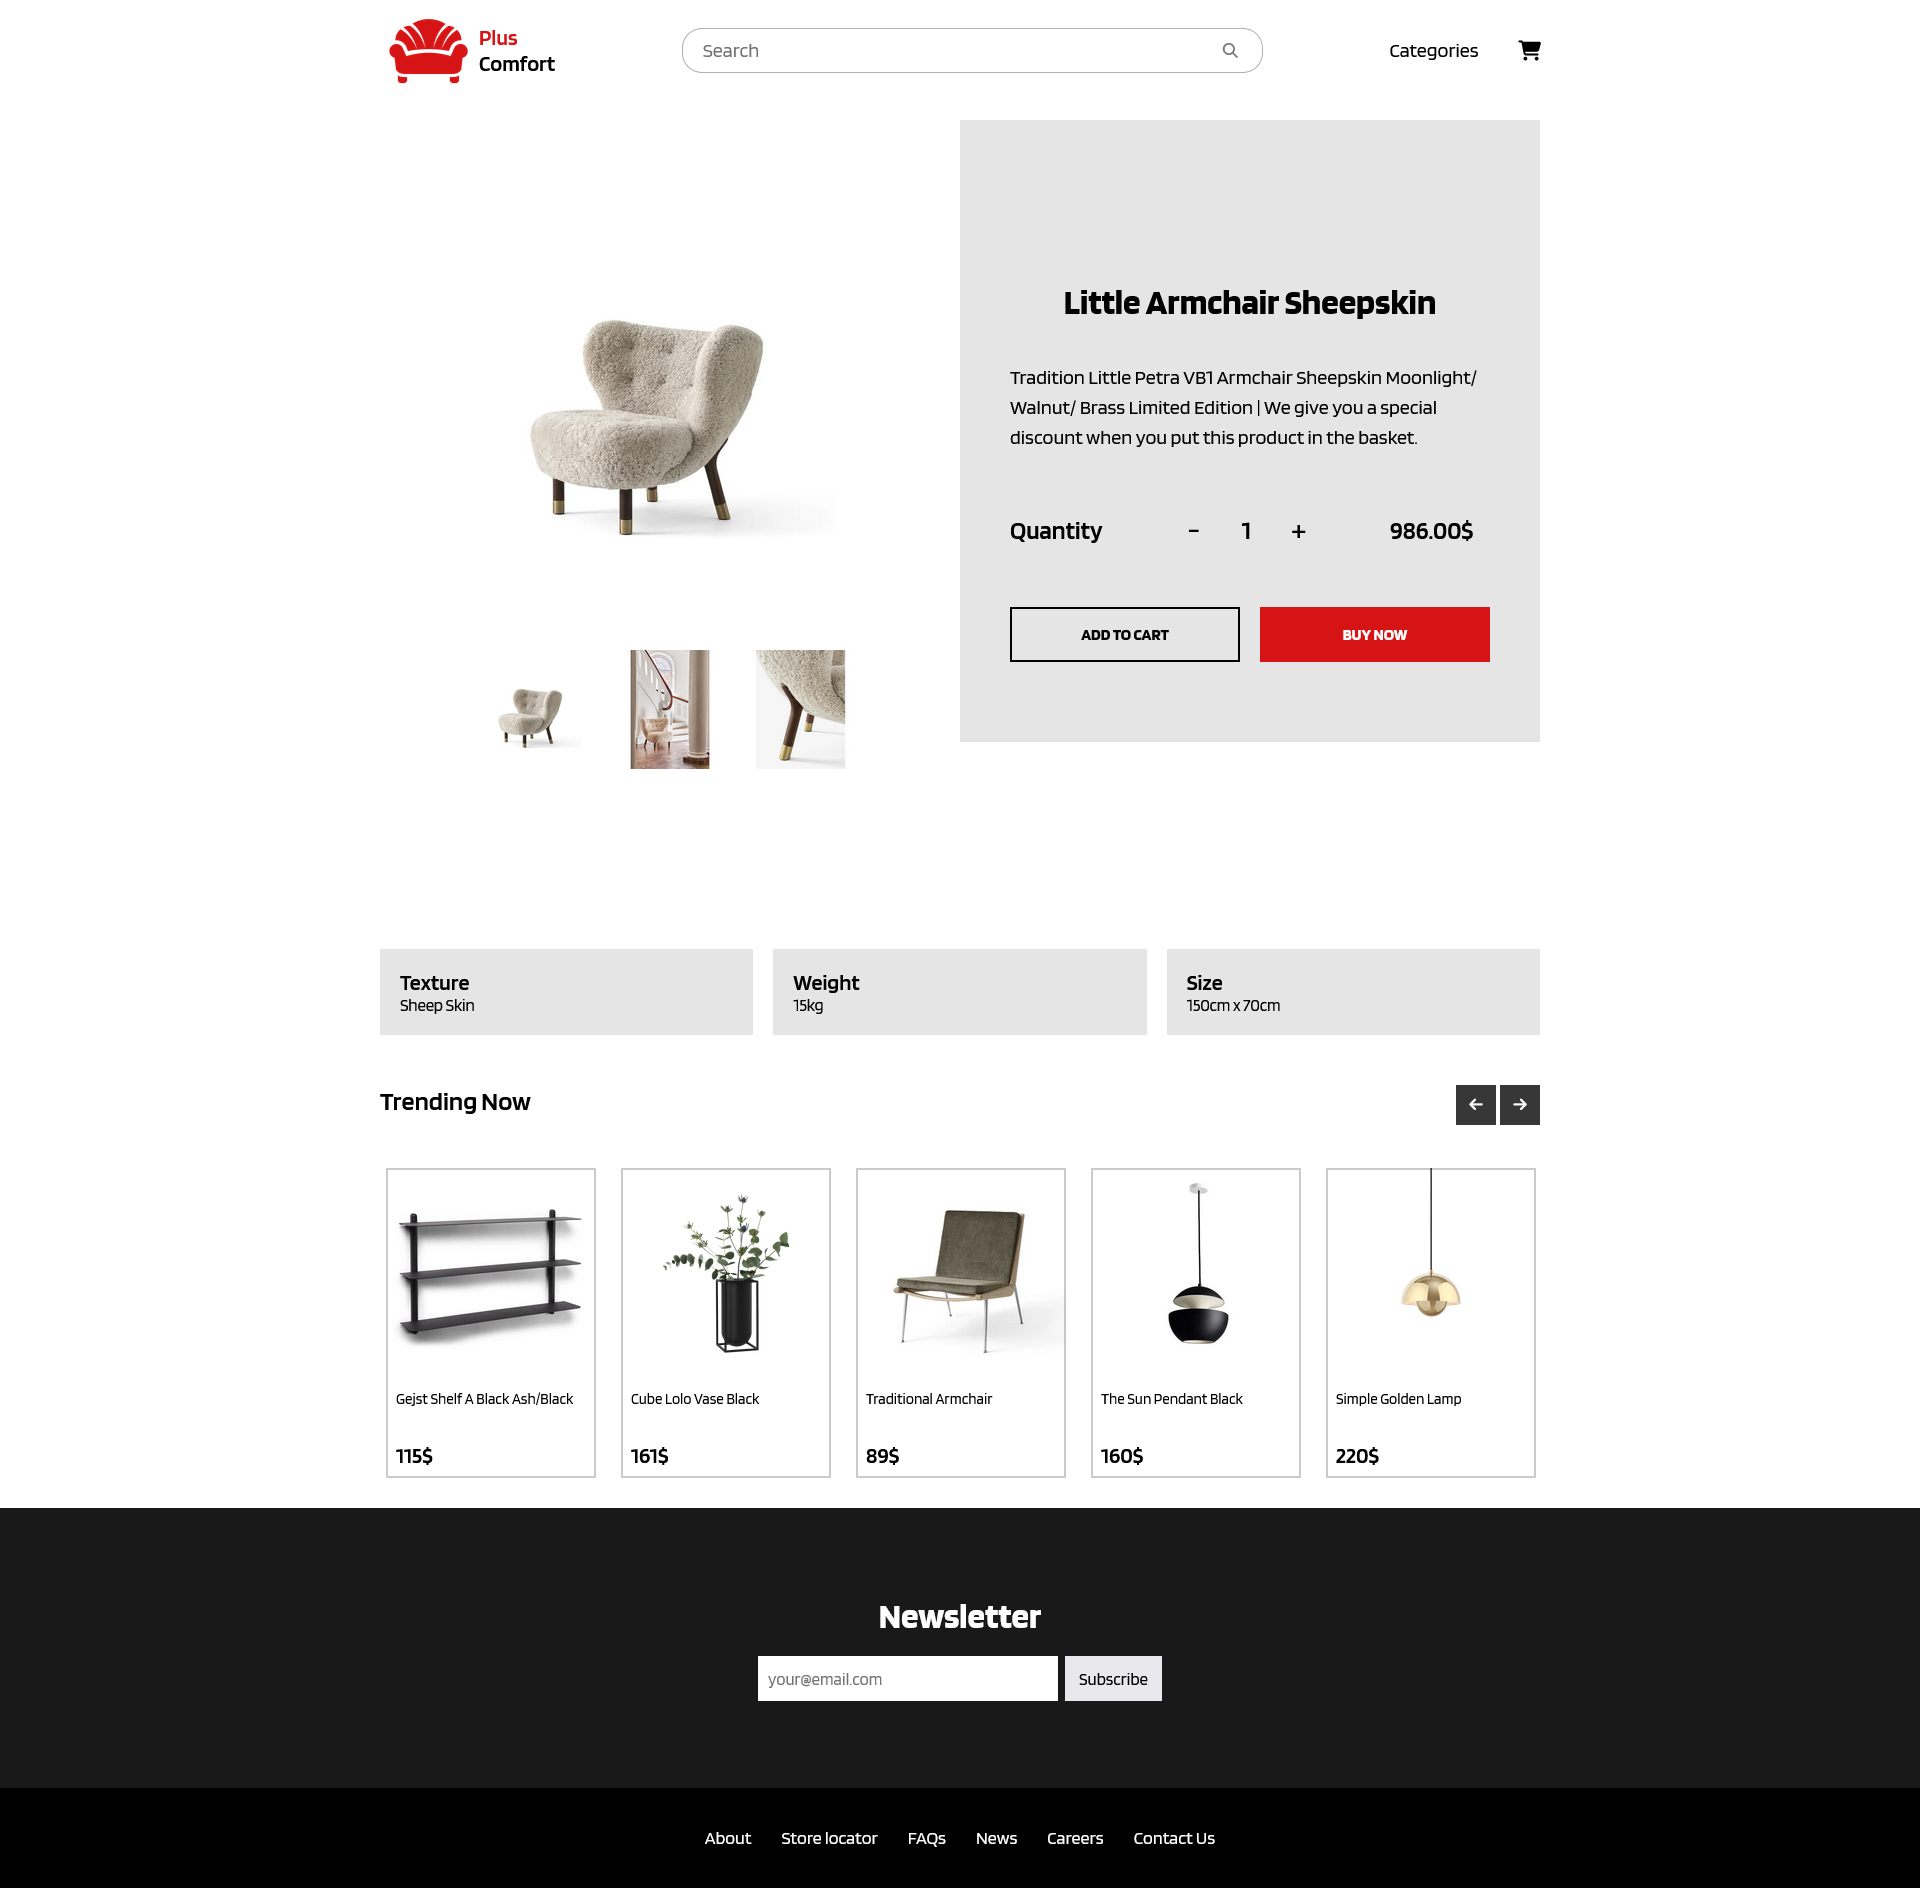 Plus
Comfort
Search
Categories
Little Armchair Sheepskin
Tradition Little Petra VB1 Armchair Sheepskin Moonlight/
Walnut/ Brass Limited Edition | We give you a special
discount when you put this product in the basket.
Quantity - 1 + 986.00$
ADD TO CART
BUY NOW
Texture
Sheep Skin
Weight
15kg
Size
150cm x 70cm
Trending Now
Gejst Shelf A Black Ash/Black
115$
Cube Lolo Vase Black
161$
Traditional Armchair
89$
The Sun Pendant Black
160$
Simple Golden Lamp
220$
Newsletter
your@email.com
Subscribe
About Store locator FAQs News Careers Contact Us